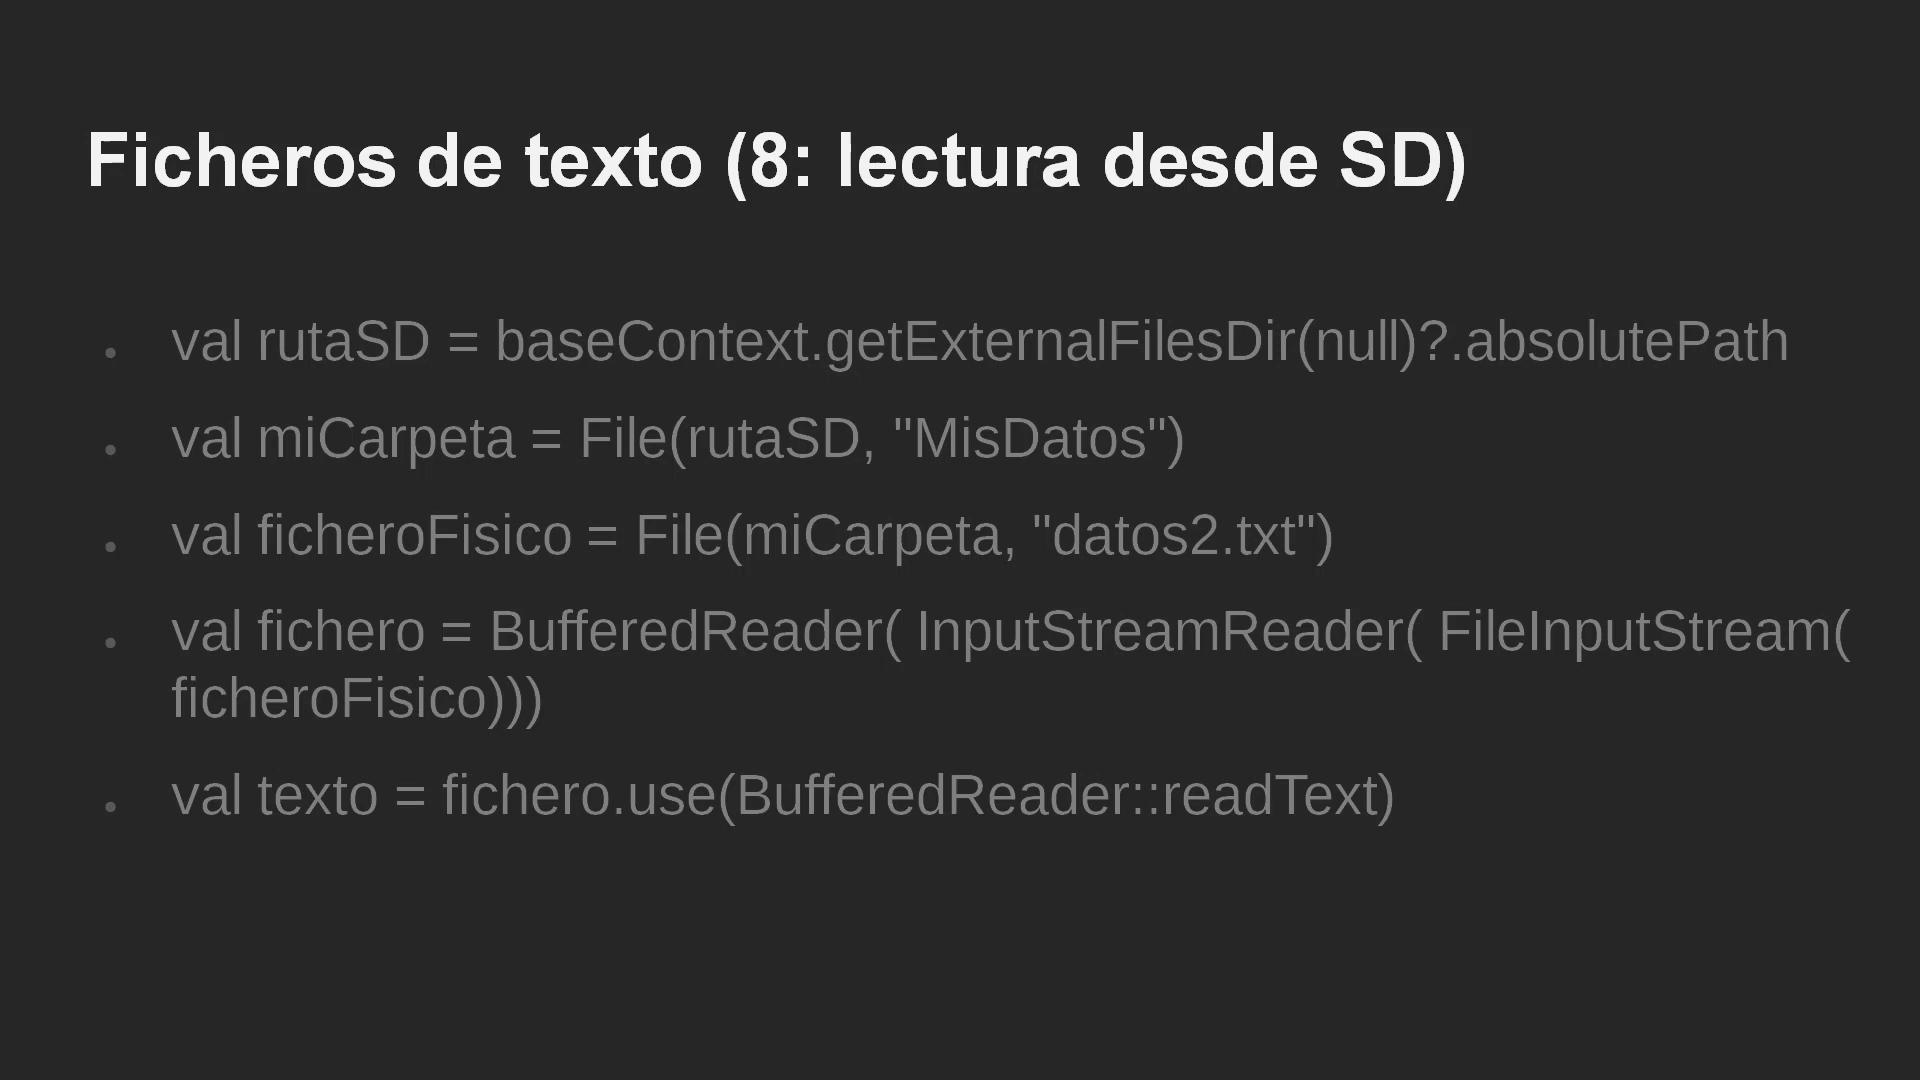 Ficheros de texto (8: lectura desde SD)
• val rutaSD = baseContext.getExternalFilesDir(null)?.absolutePath
• val miCarpeta = File(rutaSD, "MisDatos")
• val ficheroFisico = File(miCarpeta, "datos2.txt")
• val fichero = BufferedReader( InputStreamReader( FileInputStream(
ficheroFisico)))
• val texto = fichero.use(BufferedReader::readText)